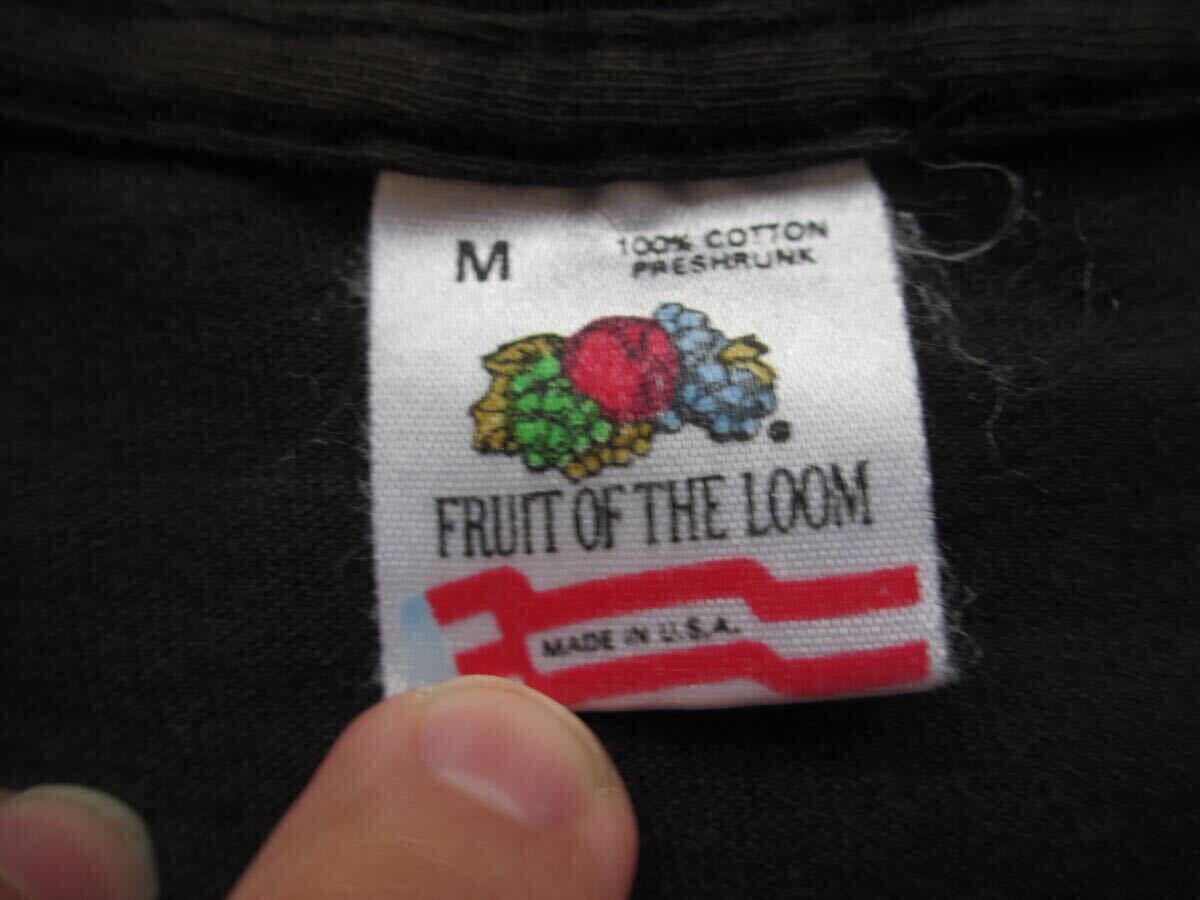 M
100% COTTON
PRESHRUNK
FRUIT OF THE LOOM
MADE IN U.S.A.